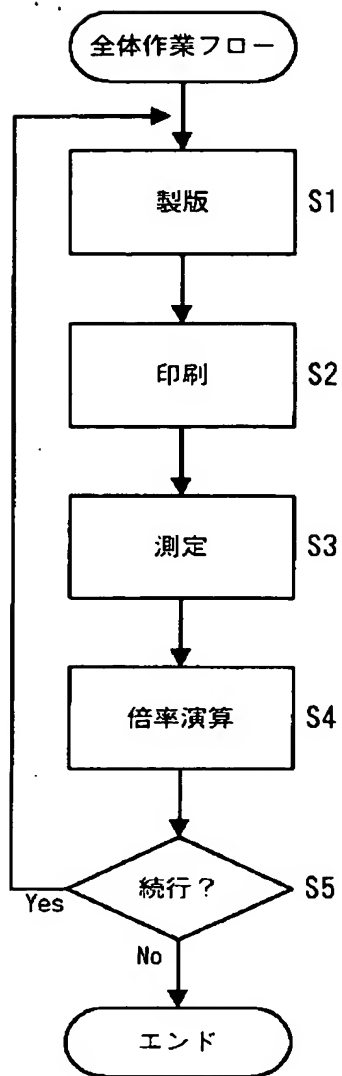 全体作業フロー
製版 S1
印刷 S2
測定 S3
倍率演算 S4
続行? S5
Yes
No
エンド